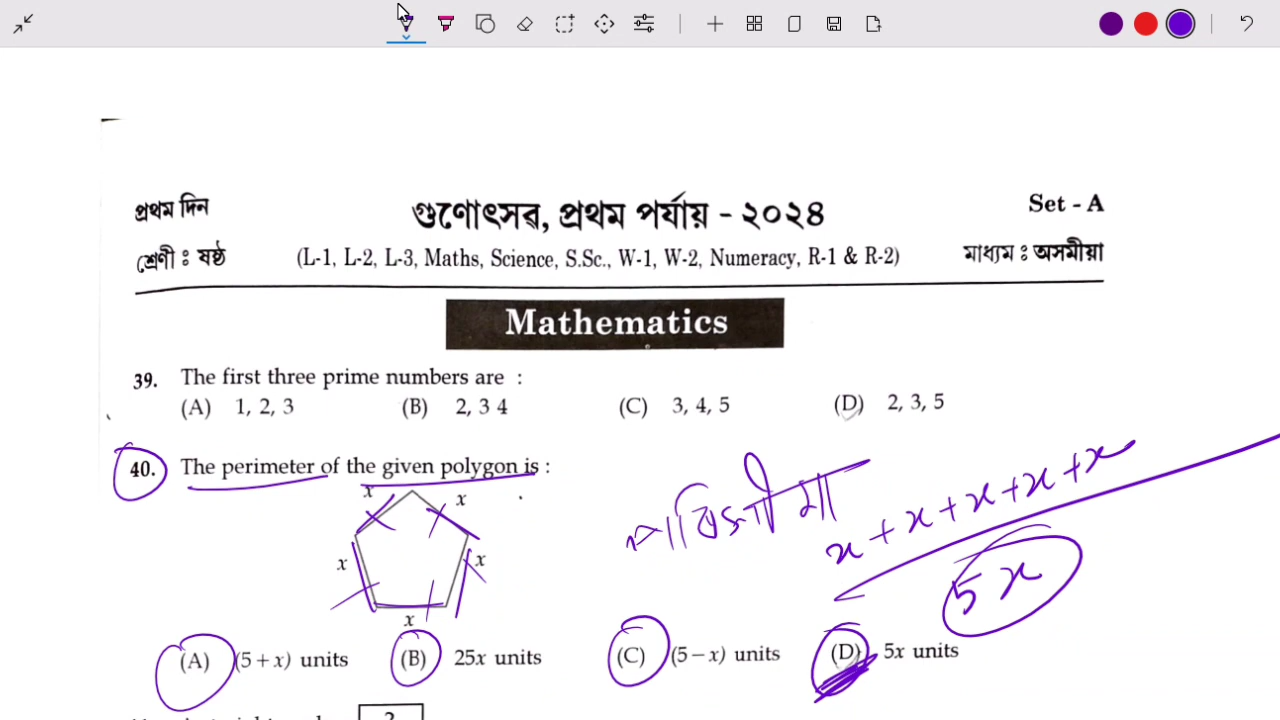 প্ৰথম দিন
গুণোৎসৱ, প্ৰথম পৰ্যায় - ২০২৪
Set - A
শ্ৰেণী : ষষ্ঠ
(L-1, L-2, L-3, Maths, Science, S.Sc., W-1, W-2, Numeracy, R-1 & R-2)
মাধ্যম : অসমীয়া
Mathematics
39. The first three prime numbers are :
(A) 1, 2, 3 (B) 2, 3 4 (C) 3, 4, 5 (D) 2, 3, 5
40. The perimeter of the given polygon is :
x x
x x
x
পৰিসীমা
x + x + x + x + x
5x
(A) (5 + x) units (B) 25x units (C) (5 − x) units (D) 5x units
?